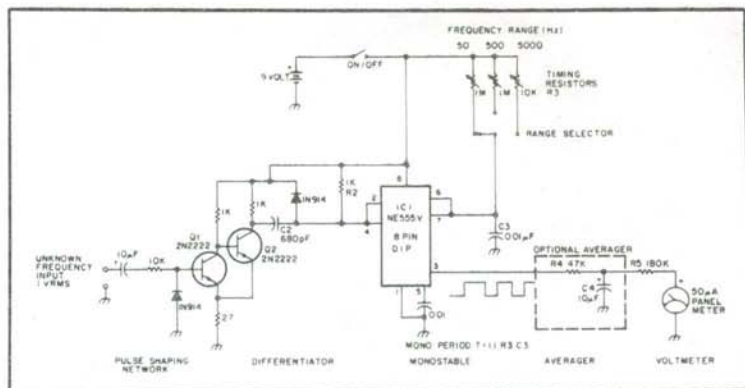 FREQUENCY RANGE (Hz)
50 500 5000
ON/OFF
9 VOLT
1M
1M
10K
TIMING
RESISTORS
R3
RANGE SELECTOR
1K
1K
1N914
1K
R2
8
2
4
IC1
NE555V
8 PIN
DIP
6
7
Q1
2N2222
C2
680pF
Q2
2N2222
C3
0.01µF
UNKNOWN
FREQUENCY
INPUT
1 VRMS
10µF
10K
1N914
27
1
5
3
.001
OPTIONAL AVERAGER
R4 47K
C4
10µF
R5 180K
50µA
PANEL
METER
MONO PERIOD T=1.1 R3 C3
PULSE SHAPING
NETWORK
DIFFERENTIATOR
MONOSTABLE
AVERAGER
VOLTMETER